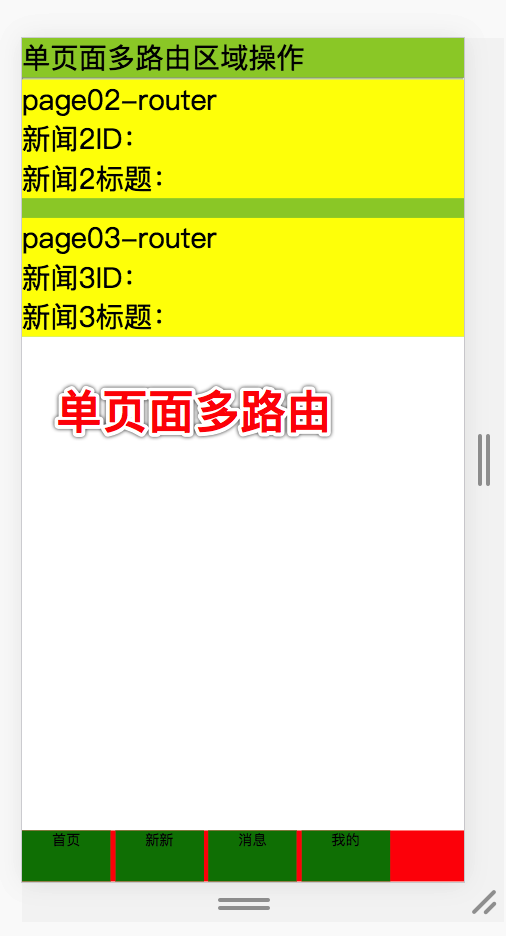 单页面多路由区域操作
page02-router
新闻2ID：
新闻2标题：
page03-router
新闻3ID：
新闻3标题：
单页面多路由
首页 新新 消息 我的